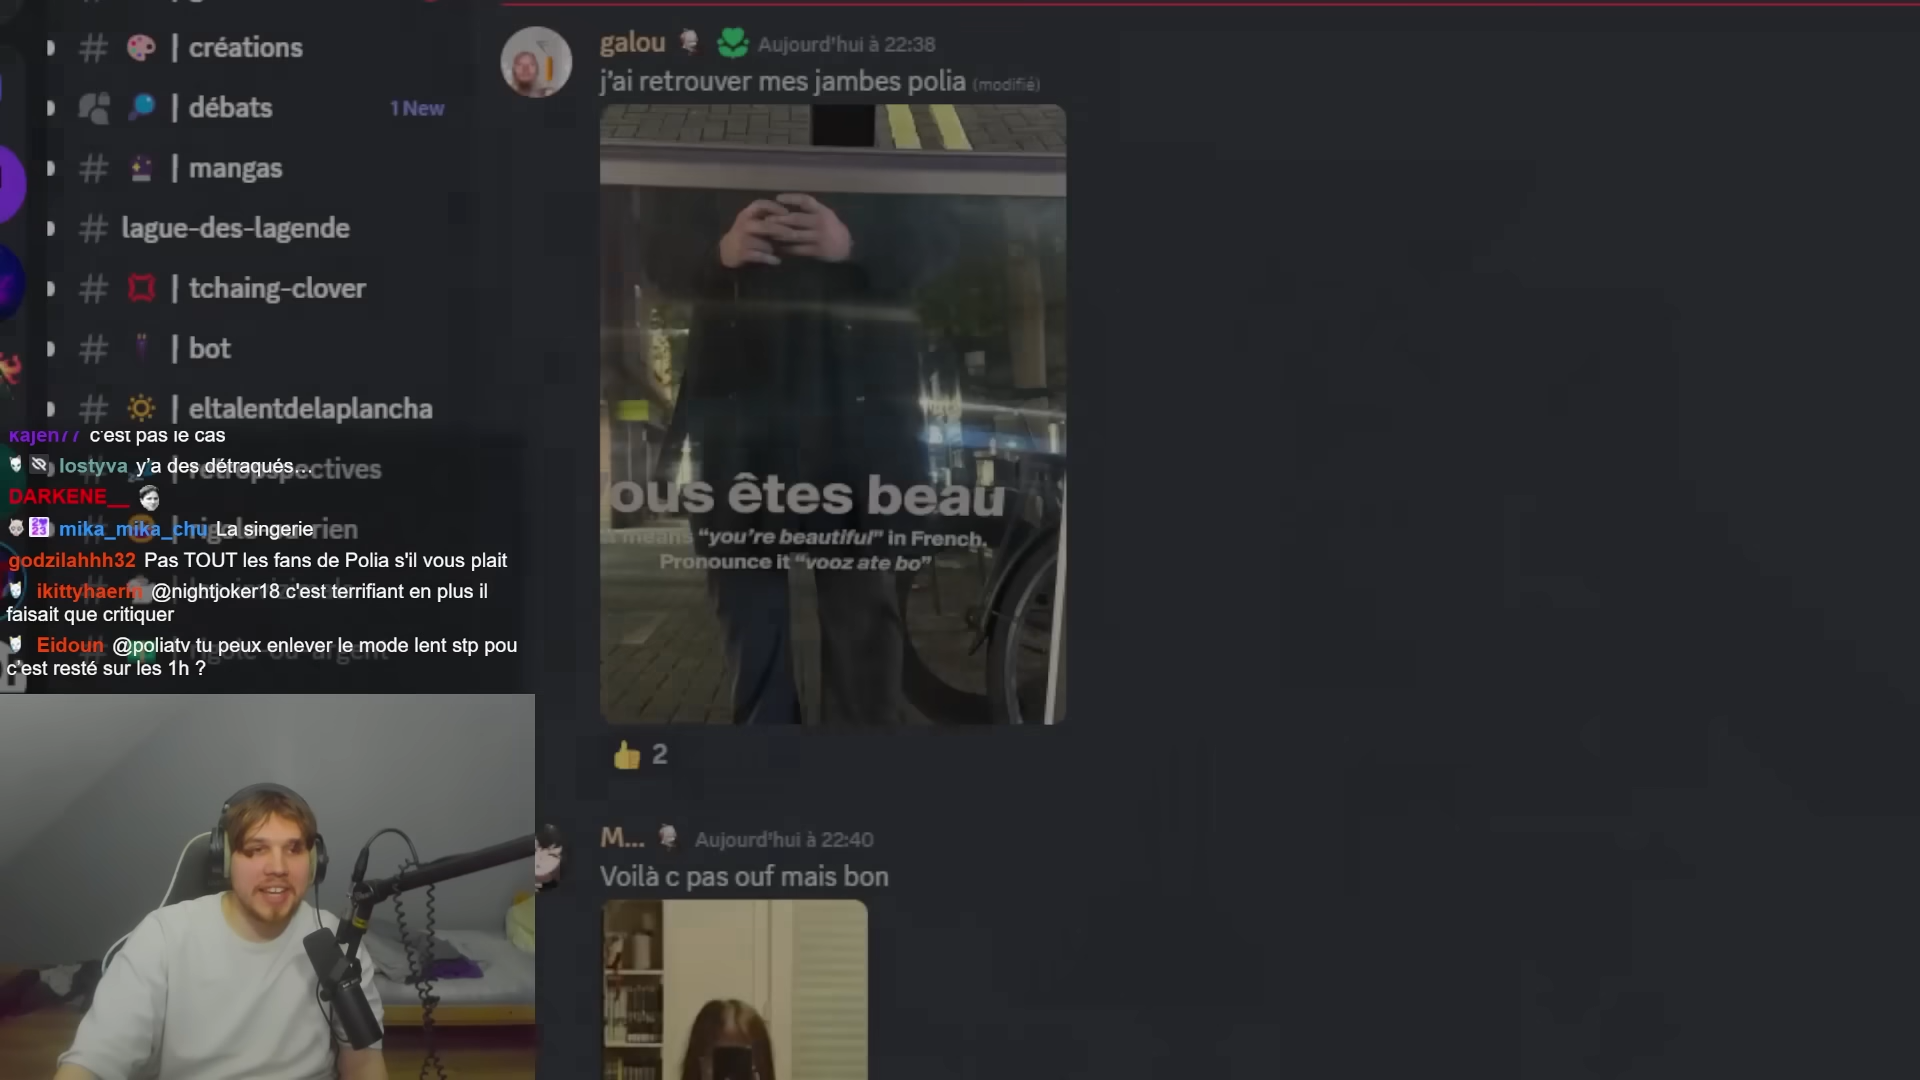 créations
débats
1 New
mangas
lague-des-lagende
tchaing-clover
bot
eltalentdelaplancha
kajen77 c'est pas le cas
lostyva y'a des détraqués...
DARKENE__
mika_mika_chu La singerie
godzilahhh32 Pas TOUT les fans de Polia s'il vous plait
@nightjoker18 c'est terrifiant en plus il
faisait que critiquer
Eidoun @poliatv tu peux enlever le mode lent stp pou
c'est resté sur les 1h ?
galou Aujourd'hui à 22:38
j'ai retrouver mes jambes polia (modifié)
ous êtes beau
means "you're beautiful" in French.
Pronounce it "vooz ate bo"
2
M... Aujourd'hui à 22:40
Voilà c pas ouf mais bon